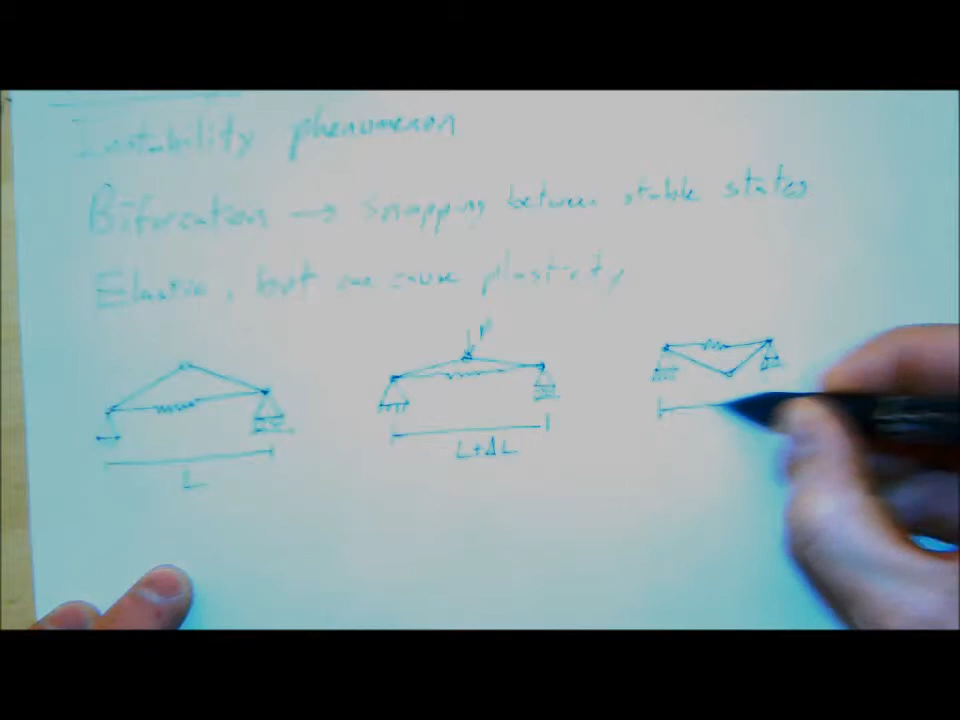 Instability phenomenon
Bifurcation → Snapping between stable states
Elastic, but can cause plasticity
P
L
L+ΔL